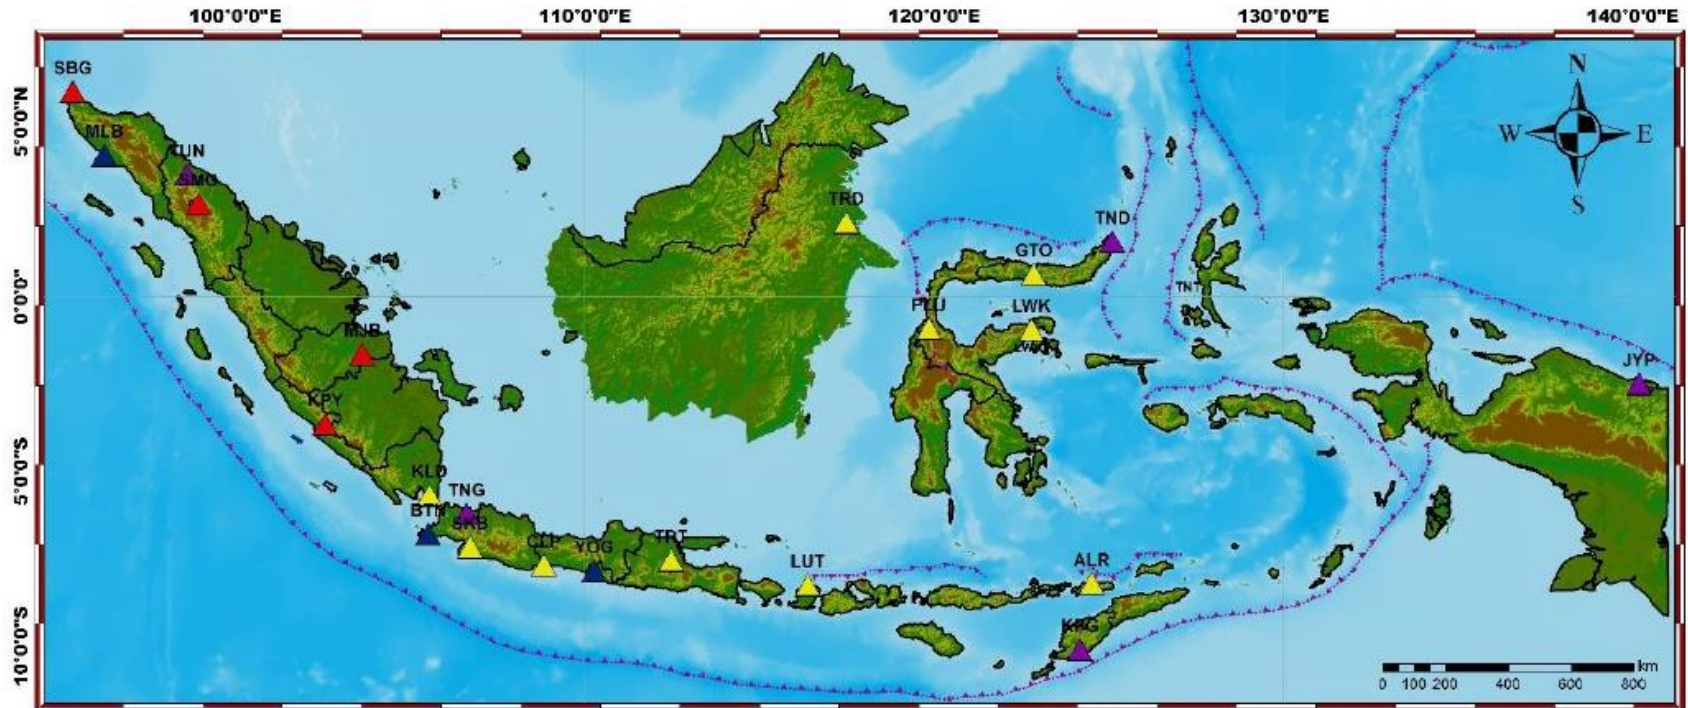 100°0'0"E 110°0'0"E 120°0'0"E 130°0'0"E 140°0'0"E
SBG
N
5°0'0"N
MLB
W E
TUN
SMG
S
TRD
TND
GTO
TNT
0°0'0"
PLU LWK
MJB
JYP
KPY
5°0'0"S
KLD
TNG
BTN
SKB
YOG
TRT
LUT
ALR
KPG
10°0'0"S
km
0 100 200 400 600 800